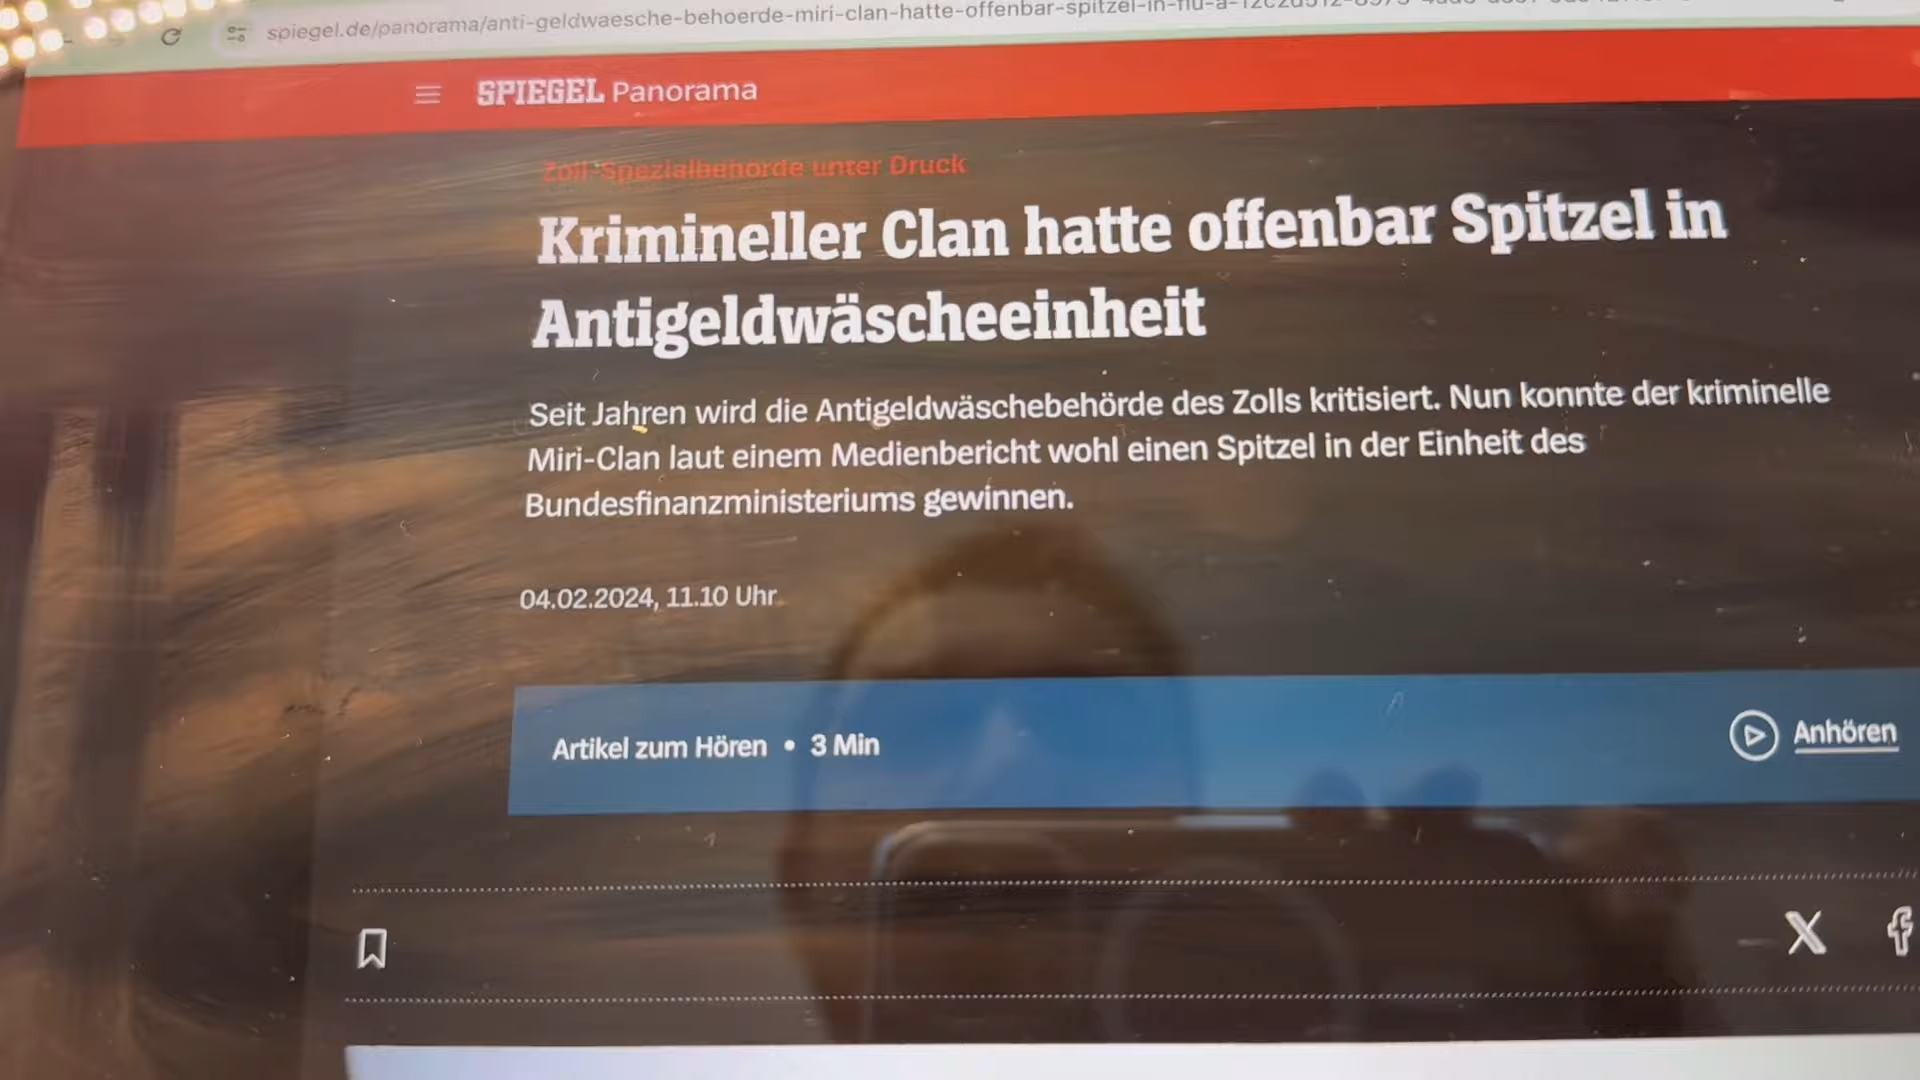 spiegel.de/panorama/anti-geldwaesche-behoerde-miri-clan-hatte-offenbar-spitzel-in-fiu-a-
SPIEGEL Panorama
Zoll-Spezialbehörde unter Druck
Krimineller Clan hatte offenbar Spitzel in
Antigeldwäscheeinheit
Seit Jahren wird die Antigeldwäschebehörde des Zolls kritisiert. Nun konnte der kriminelle
Miri-Clan laut einem Medienbericht wohl einen Spitzel in der Einheit des
Bundesfinanzministeriums gewinnen.
04.02.2024, 11.10 Uhr
Artikel zum Hören • 3 Min
Anhören